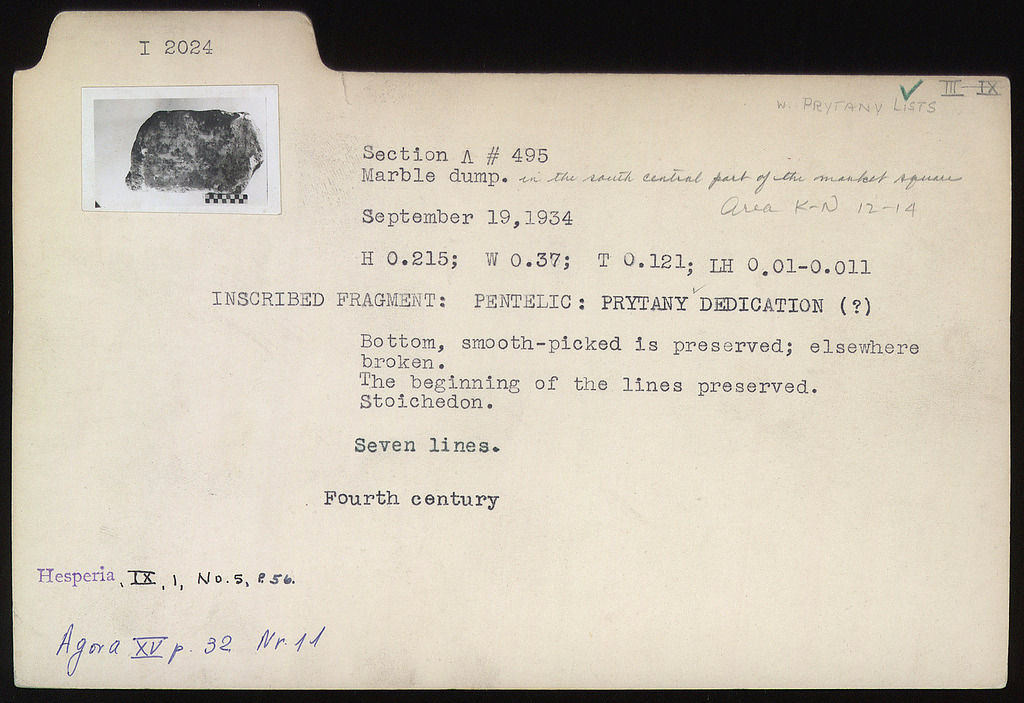 I 2024
III-IX
W. PRYTANY LISTS
Section Λ # 495
Marble dump. in the south central part of the market square
Area K-N 12-14
September 19,1934
H 0.215; W 0.37; T 0.121; LH 0.01-0.011
INSCRIBED FRAGMENT: PENTELIC: PRYTANY DEDICATION (?)
Bottom, smooth-picked is preserved; elsewhere
broken.
The beginning of the lines preserved.
Stoichedon.
Seven lines.
Fourth century
Hesperia, IX, 1, No. 5, P. 56.
Agora XV p. 32 Nr. 11